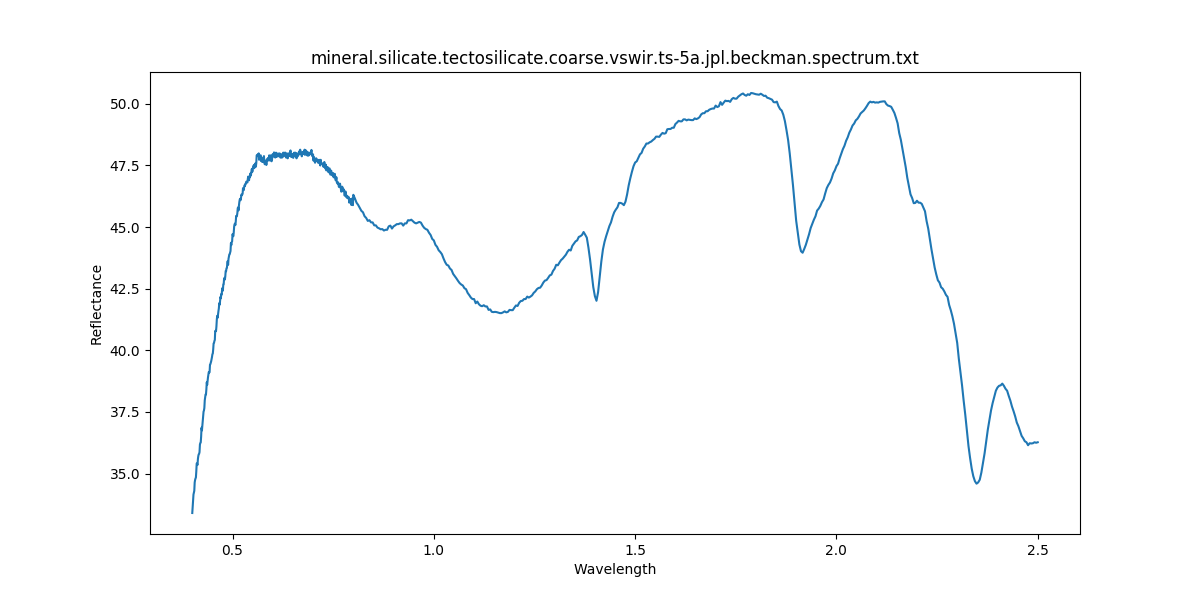 mineral.silicate.tectosilicate.coarse.vswir.ts-5a.jpl.beckman.spectrum.txt
50.0
47.5
45.0
42.5
40.0
37.5
35.0
Reflectance
0.5 1.0 1.5 2.0 2.5
Wavelength